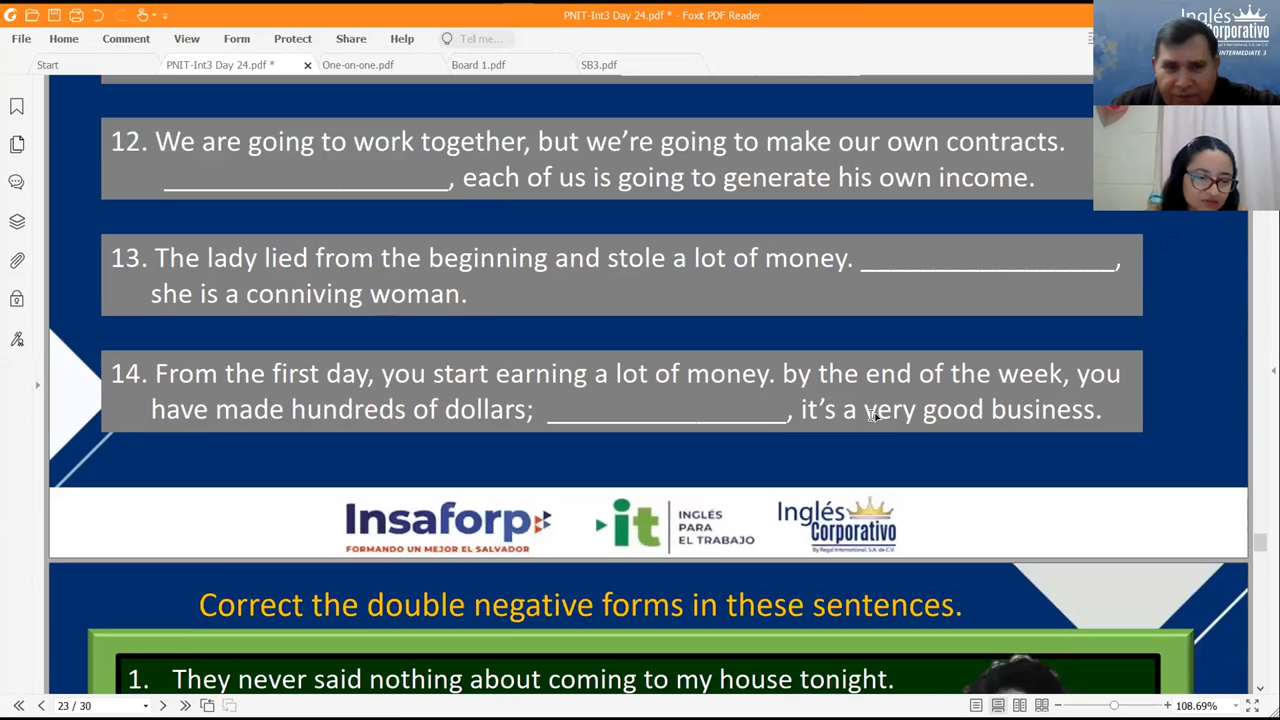 PNIT-Int3 Day 24.pdf * - Foxit PDF Reader
File Home Comment View Form Protect Share Help Tell me...
Start PNIT-Int3 Day 24.pdf * × One-on-one.pdf Board 1.pdf SB3.pdf
Inglés
Corporativo
INTERMEDIATE 3
12. We are going to work together, but we're going to make our own contracts.
____________________, each of us is going to generate his own income.
13. The lady lied from the beginning and stole a lot of money. __________________,
she is a conniving woman.
14. From the first day, you start earning a lot of money. by the end of the week, you
have made hundreds of dollars; _________________, it's a very good business.
Insaforp
FORMANDO UN MEJOR EL SALVADOR
it
INGLÉS
PARA
EL TRABAJO
Inglés
Corporativo
By Regal International, S.A. de C.V.
Correct the double negative forms in these sentences.
1. They never said nothing about coming to my house tonight.
23 / 30
108.69%